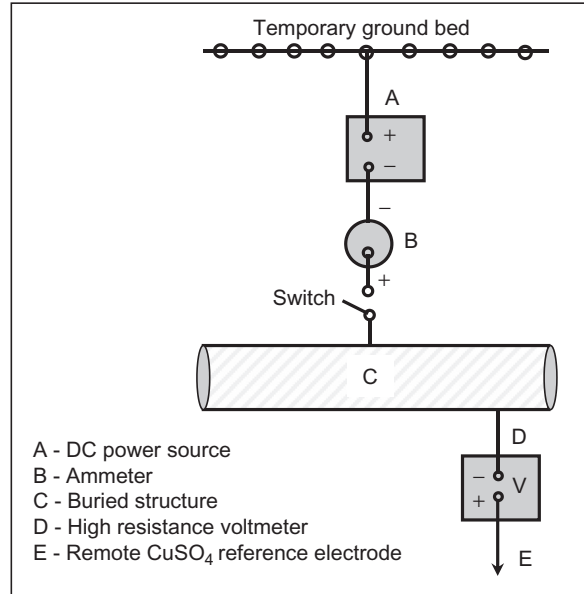 Temporary ground bed
A
+
−
−
B
+
Switch
C
D
− V
+
E
A - DC power source
B - Ammeter
C - Buried structure
D - High resistance voltmeter
E - Remote CuSO₄ reference electrode